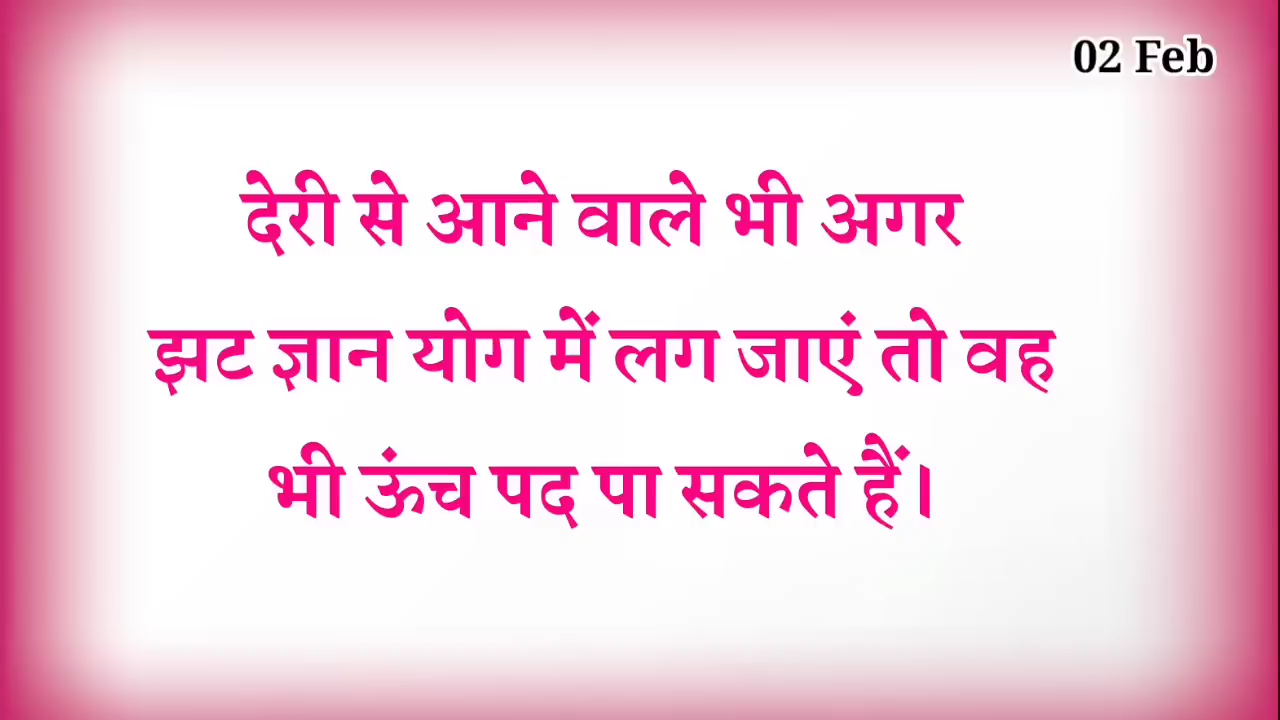 02 Feb
देरी से आने वाले भी अगर
झट ज्ञान योग में लग जाएं तो वह
भी ऊंच पद पा सकते हैं।